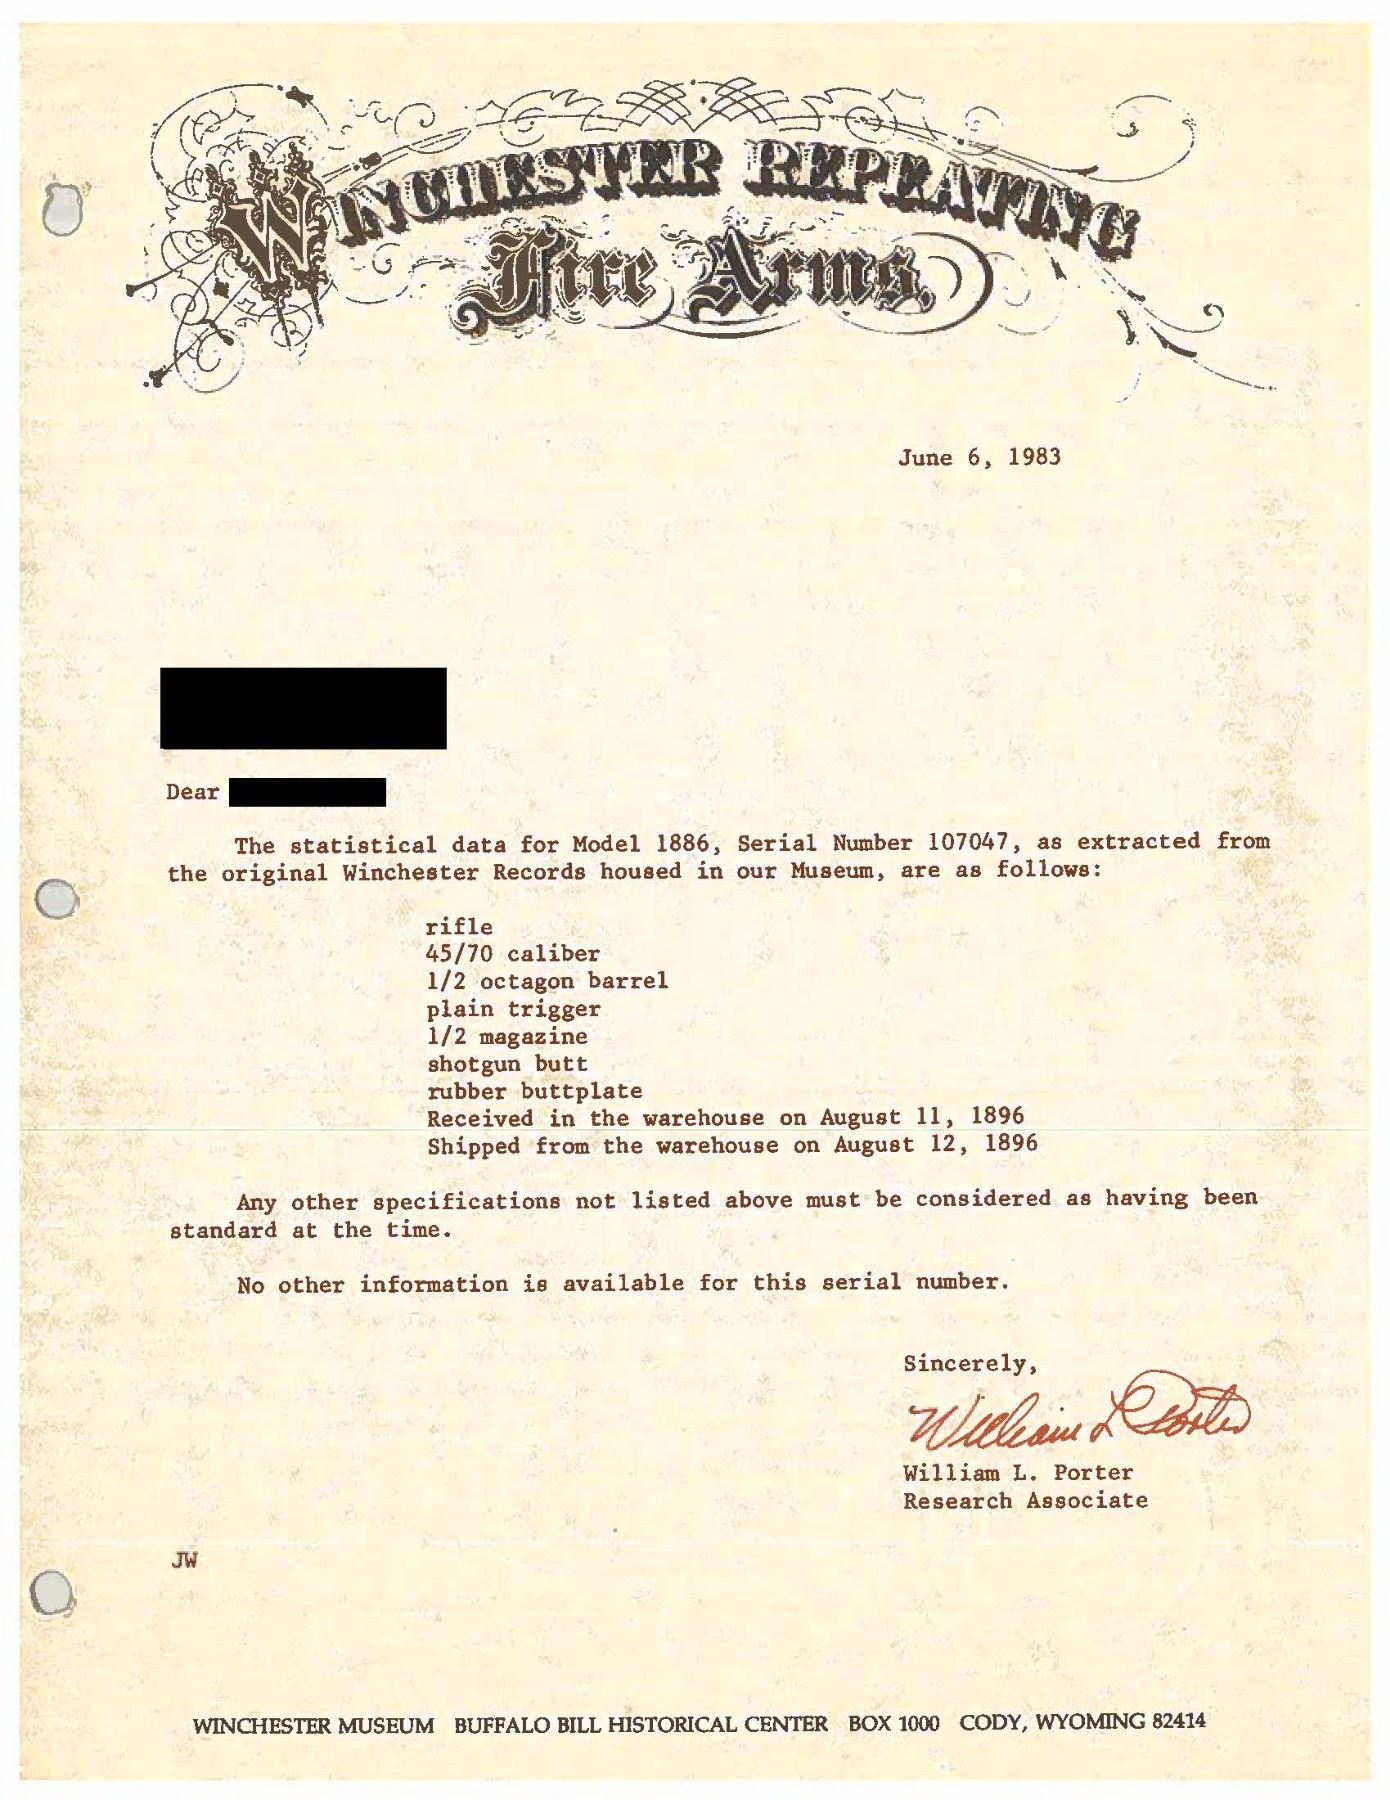 WINCHESTER REPEATING
Fire Arms,
June 6, 1983
Dear
The statistical data for Model 1886, Serial Number 107047, as extracted from
the original Winchester Records housed in our Museum, are as follows:
rifle
45/70 caliber
1/2 octagon barrel
plain trigger
1/2 magazine
shotgun butt
rubber buttplate
Received in the warehouse on August 11, 1896
Shipped from the warehouse on August 12, 1896
Any other specifications not listed above must be considered as having been
standard at the time.
No other information is available for this serial number.
Sincerely,
William L Porter
William L. Porter
Research Associate
JW
WINCHESTER MUSEUM BUFFALO BILL HISTORICAL CENTER BOX 1000 CODY, WYOMING 82414